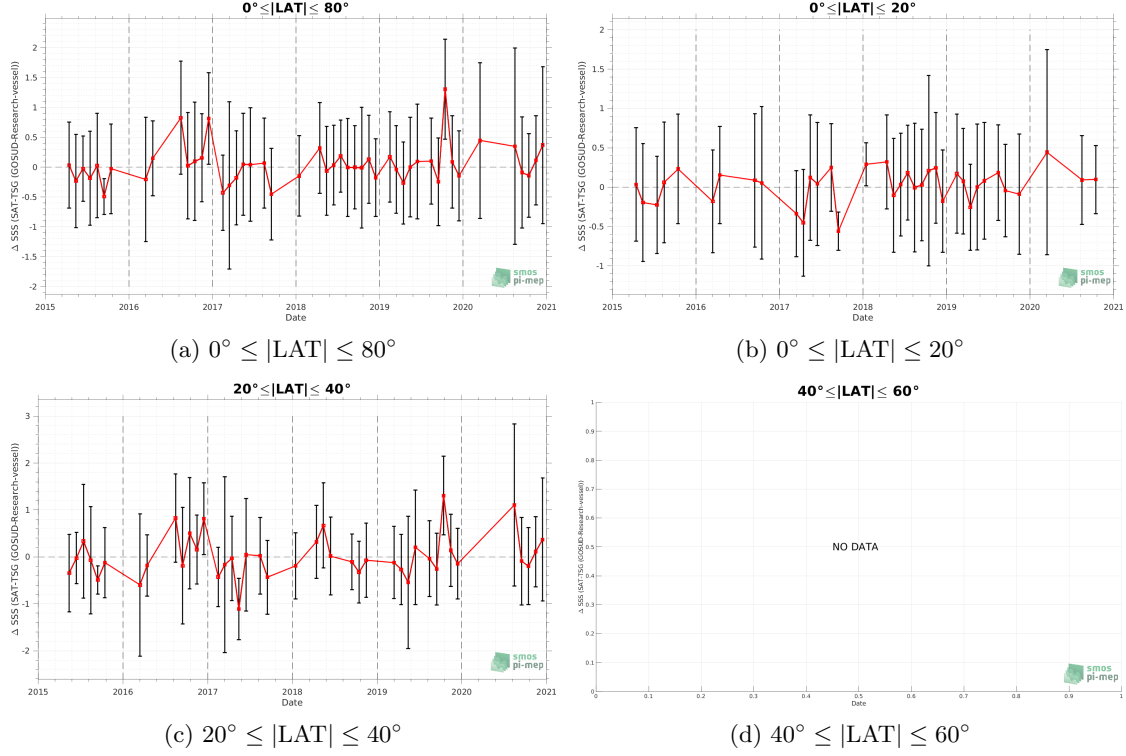 0°≤|LAT|≤ 80°
Δ SSS (SAT-TSG (GOSUD-Research-vessel))
2
1.5
1
0.5
0
-0.5
-1
-1.5
-2
2015 2016 2017 2018 2019 2020 2021
Date
smos
pi-mep
(a) 0° ≤ |LAT| ≤ 80°
0°≤|LAT|≤ 20°
Δ SSS (SAT-TSG (GOSUD-Research-vessel))
2
1.5
1
0.5
0
-0.5
-1
2015 2016 2017 2018 2019 2020 2021
Date
smos
pi-mep
(b) 0° ≤ |LAT| ≤ 20°
20°≤|LAT|≤ 40°
Δ SSS (SAT-TSG (GOSUD-Research-vessel))
3
2
1
0
-1
-2
2015 2016 2017 2018 2019 2020 2021
Date
smos
pi-mep
(c) 20° ≤ |LAT| ≤ 40°
40°≤|LAT|≤ 60°
Δ SSS (SAT-TSG (GOSUD-Research-vessel))
1
0.9
0.8
0.7
0.6
0.5
0.4
0.3
0.2
0.1
0
NO DATA
0 0.1 0.2 0.3 0.4 0.5 0.6 0.7 0.8 0.9 1
Date
smos
pi-mep
(d) 40° ≤ |LAT| ≤ 60°